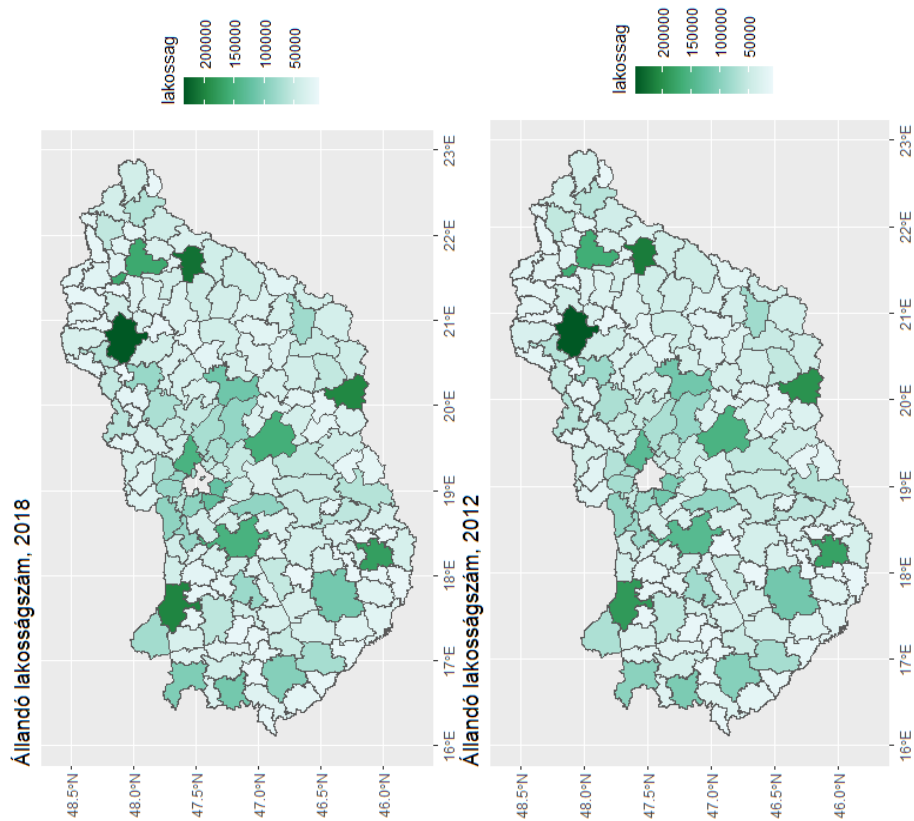 Állandó lakosságszám, 2018
48.5°N
48.0°N
47.5°N
47.0°N
46.5°N
46.0°N
16°E
17°E
18°E
19°E
20°E
21°E
22°E
23°E
lakossag
200000
150000
100000
50000
Állandó lakosságszám, 2012
48.5°N
48.0°N
47.5°N
47.0°N
46.5°N
46.0°N
16°E
17°E
18°E
19°E
20°E
21°E
22°E
23°E
lakossag
200000
150000
100000
50000